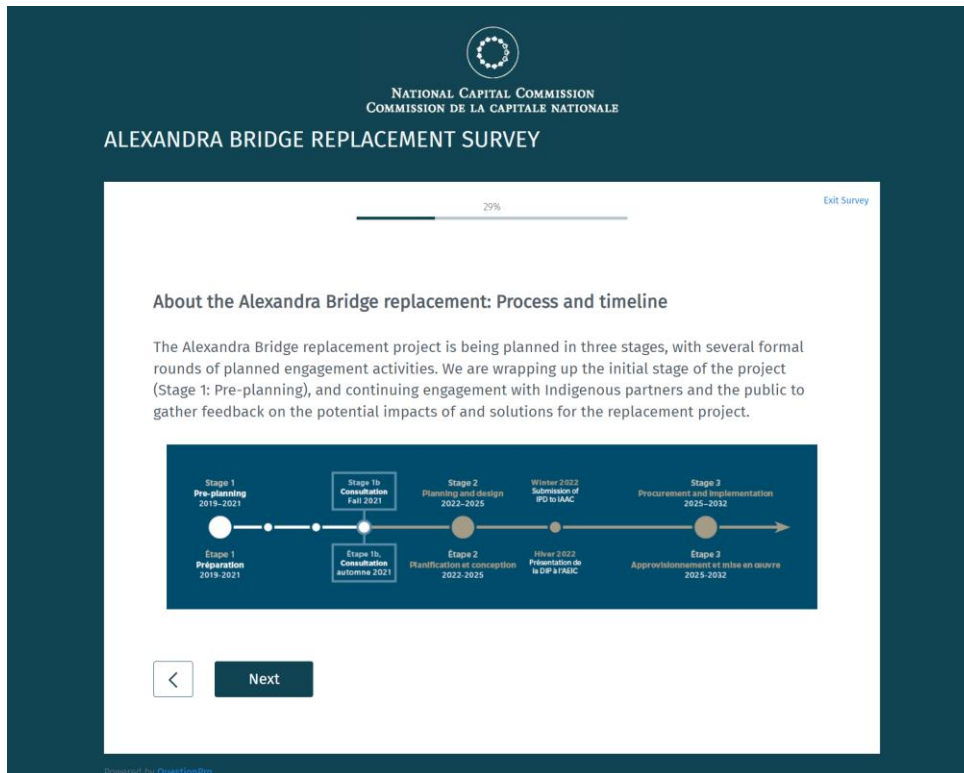 NATIONAL CAPITAL COMMISSION
COMMISSION DE LA CAPITALE NATIONALE
ALEXANDRA BRIDGE REPLACEMENT SURVEY
29%
Exit Survey
About the Alexandra Bridge replacement: Process and timeline
The Alexandra Bridge replacement project is being planned in three stages, with several formal
rounds of planned engagement activities. We are wrapping up the initial stage of the project
(Stage 1: Pre-planning), and continuing engagement with Indigenous partners and the public to
gather feedback on the potential impacts of and solutions for the replacement project.
Stage 1
Pre-planning
2019–2021
Stage 1b
Consultation
Fall 2021
Stage 2
Planning and design
2022–2025
Winter 2022
Submission of
IPD to IAAC
Stage 3
Procurement and Implementation
2025–2032
Étape 1
Préparation
2019-2021
Étape 1b,
Consultation
automne 2021
Étape 2
Planification et conception
2022-2025
Hiver 2022
Présentation de
la DIP à l'AEIC
Étape 3
Approvisionnement et mise en œuvre
2025-2032
Next
Powered by QuestionPro